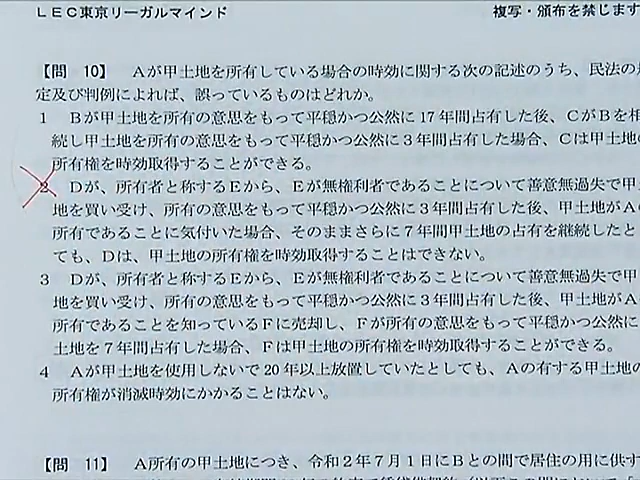 LEC東京リーガルマインド 複写・頒布を禁じます
【問 10】 Aが甲土地を所有している場合の時効に関する次の記述のうち、民法の
定及び判例によれば、誤っているものはどれか。
1 Bが甲土地を所有の意思をもって平穏かつ公然に17年間占有した後、CがBを相
続し甲土地を所有の意思をもって平穏かつ公然に3年間占有した場合、Cは甲土地
所有権を時効取得することができる。
2 Dが、所有者と称するEから、Eが無権利者であることについて善意無過失で甲
地を買い受け、所有の意思をもって平穏かつ公然に3年間占有した後、甲土地がA
所有であることに気付いた場合、そのままさらに7年間甲土地の占有を継続したと
ても、Dは、甲土地の所有権を時効取得することはできない。
3 Dが、所有者と称するEから、Eが無権利者であることについて善意無過失で甲
地を買い受け、所有の意思をもって平穏かつ公然に3年間占有した後、甲土地がA
所有であることを知っているFに売却し、Fが所有の意思をもって平穏かつ公然に
土地を7年間占有した場合、Fは甲土地の所有権を時効取得することができる。
4 Aが甲土地を使用しないで20年以上放置していたとしても、Aの有する甲土地の
所有権が消滅時効にかかることはない。
【問 11】 A所有の甲土地につき、令和2年7月1日にBとの間で居住の用に供す